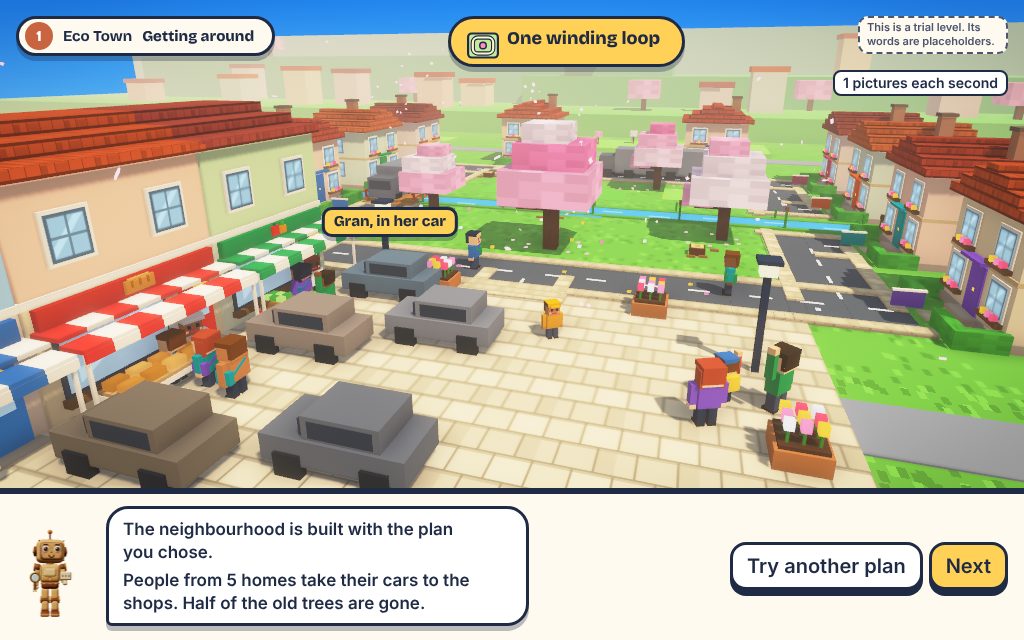 1 Eco Town Getting around
One winding loop
This is a trial level. Its
words are placeholders.
1 pictures each second
Gran, in her car
The neighbourhood is built with the plan
you chose.
People from 5 homes take their cars to the
shops. Half of the old trees are gone.
Try another plan
Next